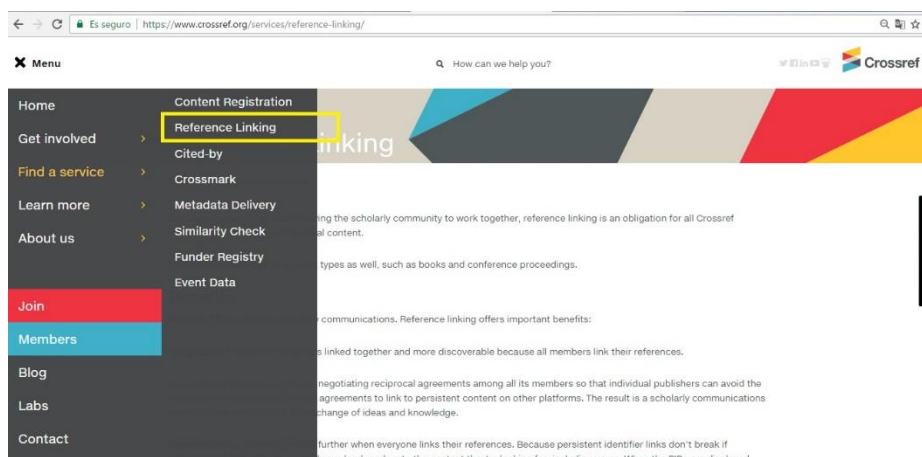 Es seguro | https://www.crossref.org/services/reference-linking/
Menu
How can we help you?
Crossref
Home
Get involved
Find a service
Learn more
About us
Join
Members
Blog
Labs
Contact
Content Registration
Reference Linking
Cited-by
Crossmark
Metadata Delivery
Similarity Check
Funder Registry
Event Data
inking
ing the scholarly community to work together, reference linking is an obligation for all Crossref
al content.
types as well, such as books and conference proceedings.
communications. Reference linking offers important benefits:
s linked together and more discoverable because all members link their references.
negotiating reciprocal agreements among all its members so that individual publishers can avoid the
agreements to link to persistent content on other platforms. The result is a scholarly communications
change of ideas and knowledge.
further when everyone links their references. Because persistent identifier links don't break if